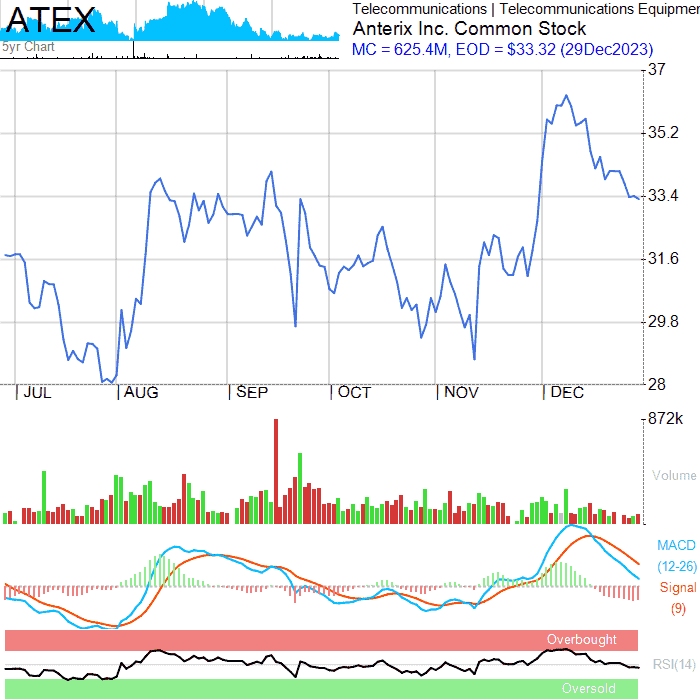 ATEX
5yr Chart
Telecommunications | Telecommunications Equipmen
Anterix Inc. Common Stock
MC = 625.4M, EOD = $33.32 (29Dec2023)
37
35.2
33.4
31.6
29.8
28
JUL AUG SEP OCT NOV DEC
872k
Volume
MACD
(12-26)
Signal
(9)
Overbought
RSI(14)
Oversold